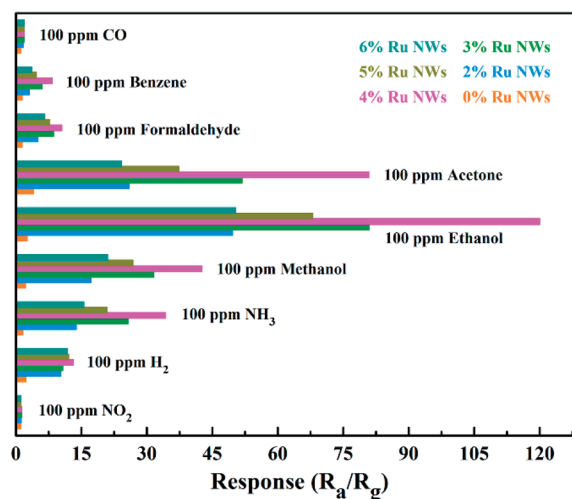 100 ppm CO
6% Ru NWs 3% Ru NWs
5% Ru NWs 2% Ru NWs
4% Ru NWs 0% Ru NWs
100 ppm Benzene
100 ppm Formaldehyde
100 ppm Acetone
100 ppm Ethanol
100 ppm Methanol
100 ppm NH3
100 ppm H2
100 ppm NO2
0 15 30 45 60 75 90 105 120
Response (Ra/Rg)